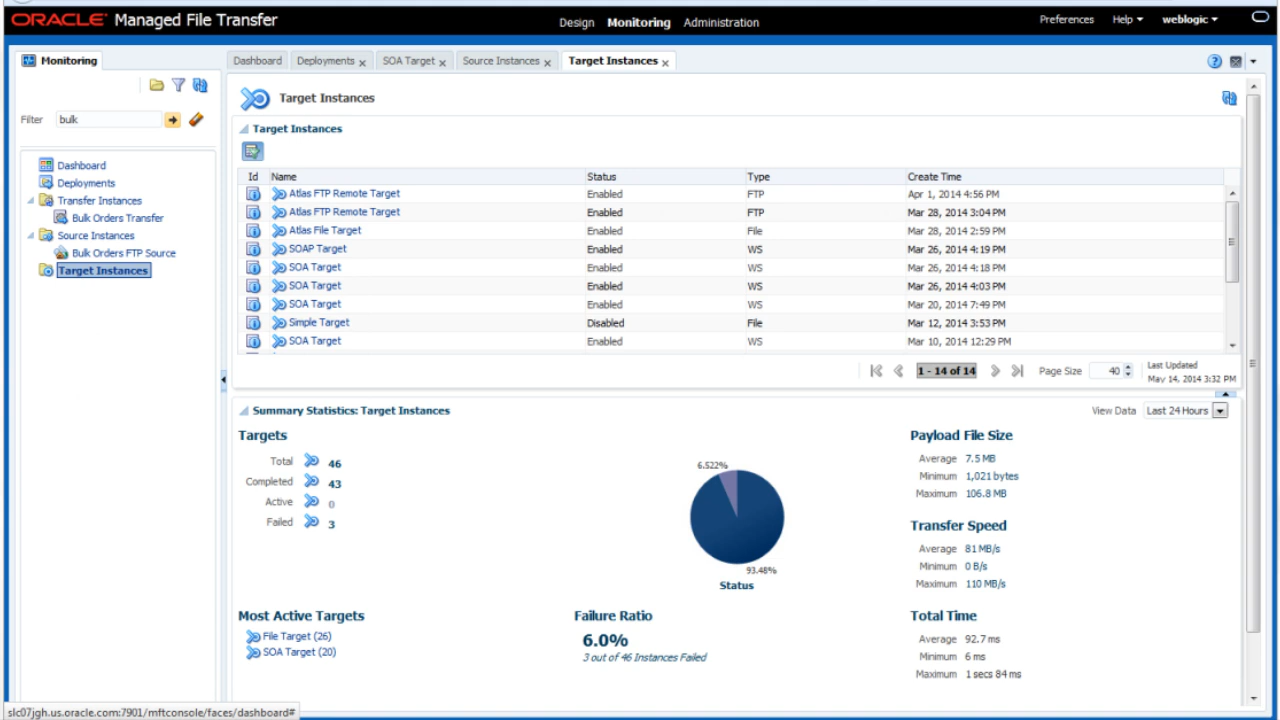 ORACLE Managed File Transfer
Design Monitoring Administration
Preferences Help weblogic
Monitoring
Filter bulk
Dashboard
Deployments
Transfer Instances
Bulk Orders Transfer
Source Instances
Bulk Orders FTP Source
Target Instances
Dashboard Deployments x SOA Target x Source Instances x Target Instances x
Target Instances
Target Instances
Id Name Status Type Create Time
Atlas FTP Remote Target Enabled FTP Apr 1, 2014 4:56 PM
Atlas FTP Remote Target Enabled FTP Mar 28, 2014 3:04 PM
Atlas File Target Enabled File Mar 28, 2014 2:59 PM
SOAP Target Enabled WS Mar 26, 2014 4:19 PM
SOA Target Enabled WS Mar 26, 2014 4:18 PM
SOA Target Enabled WS Mar 26, 2014 4:03 PM
SOA Target Enabled WS Mar 20, 2014 7:49 PM
Simple Target Disabled File Mar 12, 2014 3:53 PM
SOA Target Enabled WS Mar 10, 2014 12:29 PM
1 - 14 of 14 Page Size 40
Last Updated
May 14, 2014 3:32 PM
Summary Statistics: Target Instances
View Data Last 24 Hours
Targets
Total 46
Completed 43
Active 0
Failed 3
6.522%
93.48%
Status
Payload File Size
Average 7.5 MB
Minimum 1,021 bytes
Maximum 106.8 MB
Transfer Speed
Average 81 MB/s
Minimum 0 B/s
Maximum 110 MB/s
Most Active Targets
File Target (26)
SOA Target (20)
Failure Ratio
6.0%
3 out of 46 Instances Failed
Total Time
Average 92.7 ms
Minimum 6 ms
Maximum 1 secs 84 ms
slc07jgh.us.oracle.com:7901/mftconsole/faces/dashboard#